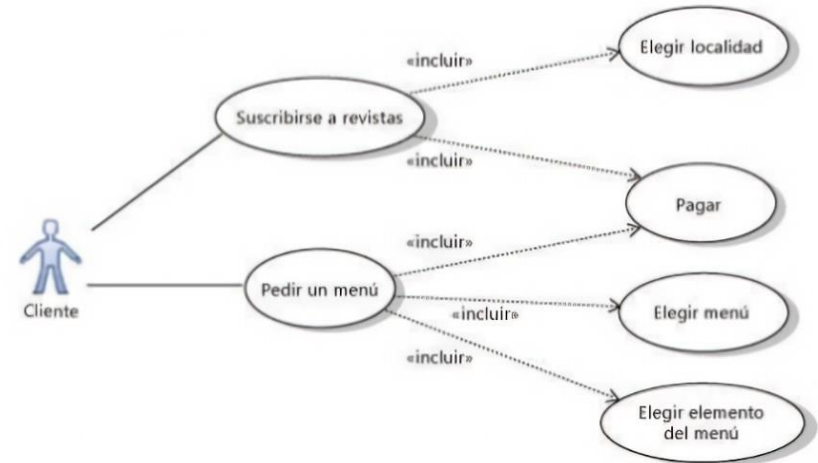 «incluir»
Elegir localidad
Suscribirse a revistas
«incluir»
Pagar
«incluir»
Cliente
Pedir un menú
«incluir»
Elegir menú
«incluir»
Elegir elemento
del menú